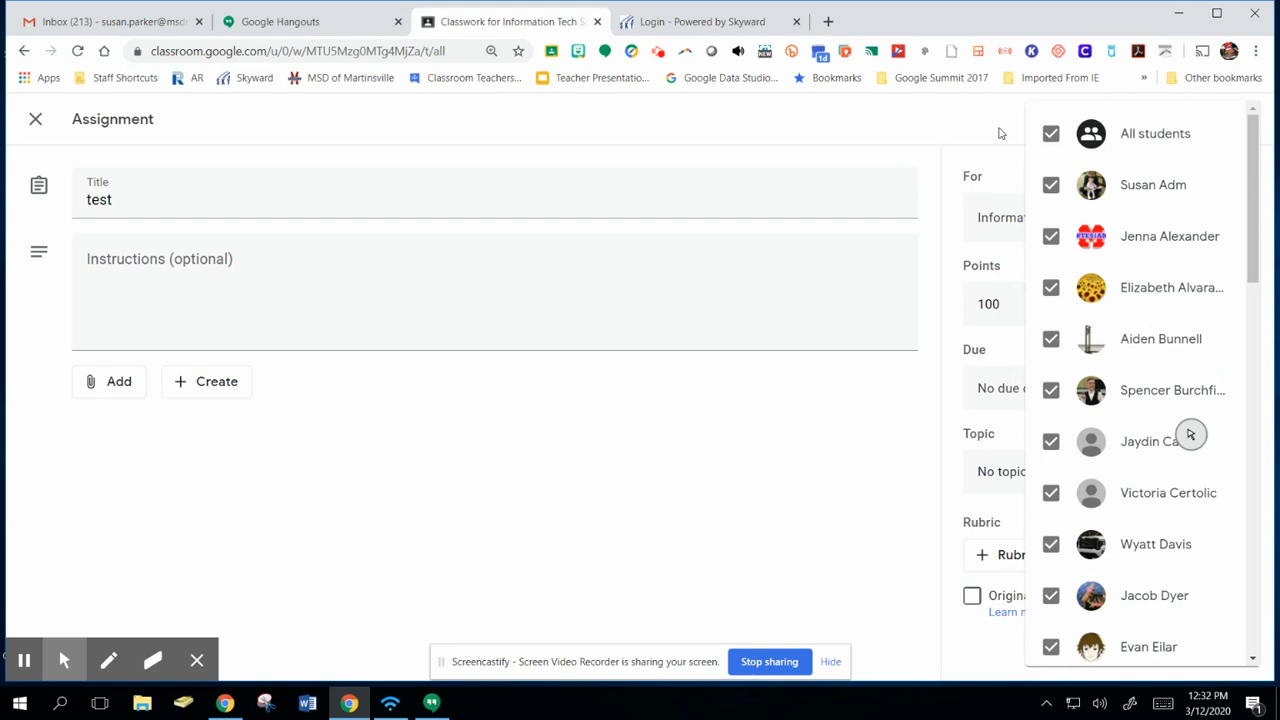 Inbox (213) - susan.parker@msd
Google Hangouts
Classwork for Information Tech S
Login - Powered by Skyward
classroom.google.com/u/0/w/MTU5Mzg0MTg4MjZa/t/all
1d
Apps
Staff Shortcuts
AR
Skyward
MSD of Martinsville
Classroom Teachers...
Teacher Presentatio...
Google Data Studio...
Bookmarks
Google Summit 2017
Imported From IE
»
Other bookmarks
Assignment
Title
test
Instructions (optional)
Add
Create
For
Informat
Points
100
Due
No due
Topic
No topic
Rubric
Rubr
Origina
Learn
All students
Susan Adm
Jenna Alexander
Elizabeth Alvara...
Aiden Bunnell
Spencer Burchfi...
Jaydin Ca
Victoria Certolic
Wyatt Davis
Jacob Dyer
Evan Eilar
Screencastify - Screen Video Recorder is sharing your screen.
Stop sharing
Hide
12:32 PM
3/12/2020
1